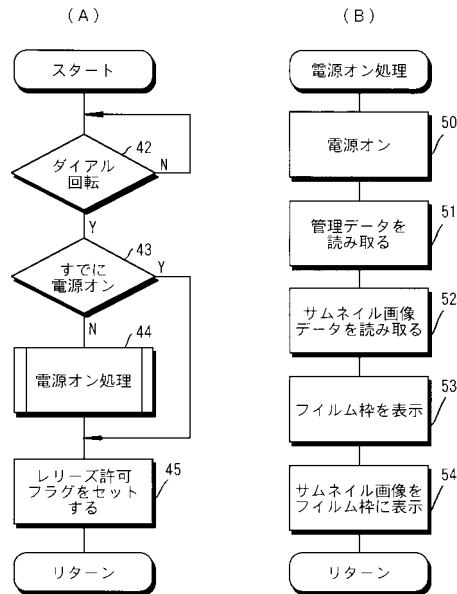 (A)
スタート
ダイアル
回転
42
N
Y
すでに
電源オン
43
Y
N
44
電源オン処理
レリーズ許可
フラグをセット
する
45
リターン
(B)
電源オン処理
電源オン
50
管理データを
読み取る
51
サムネイル画像
データを読み取る
52
フイルム枠を表示
53
サムネイル画像を
フイルム枠に表示
54
リターン